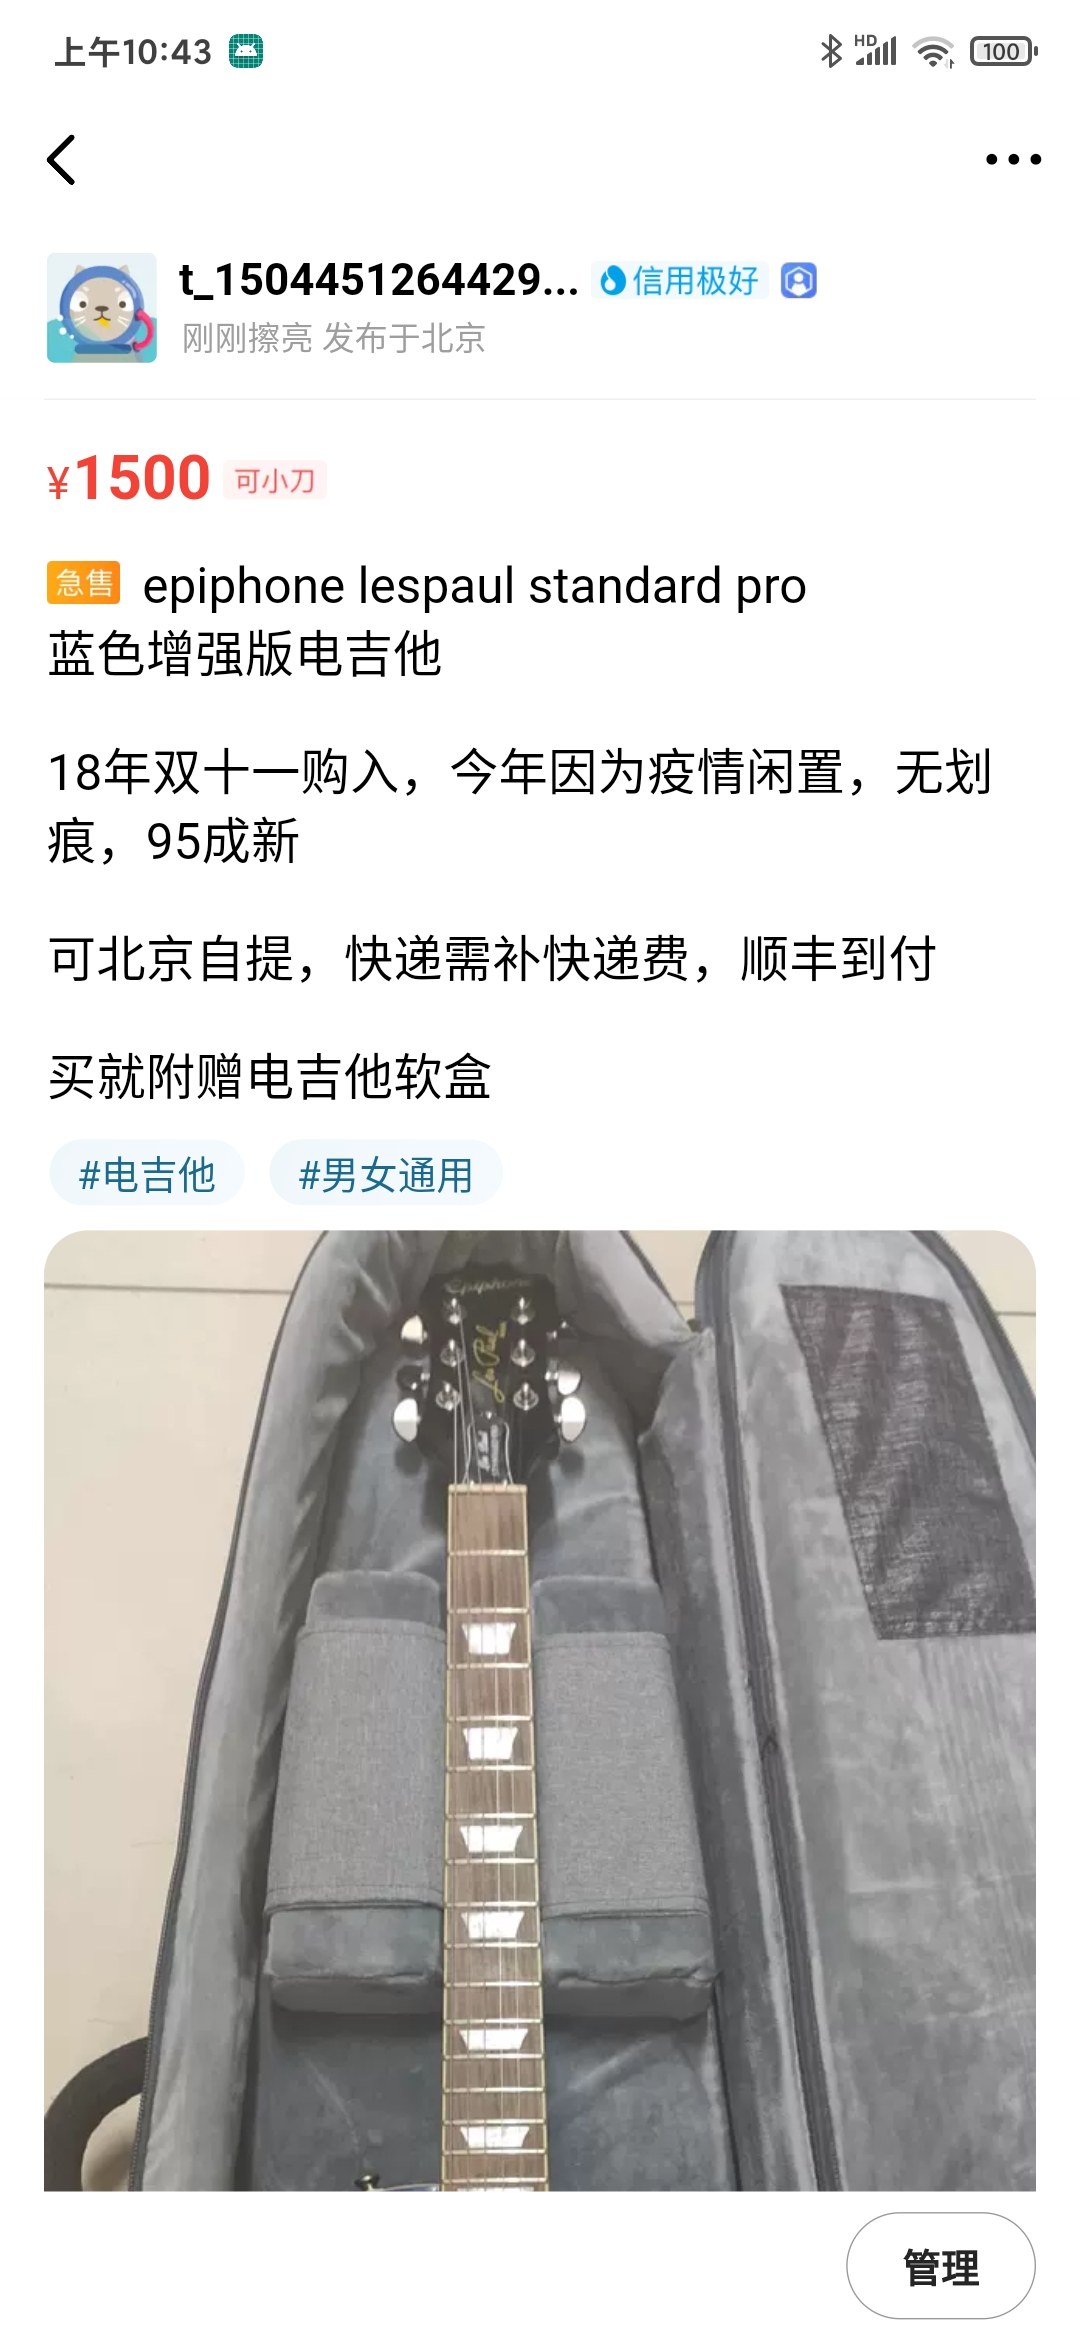 上午10:43
HD
100
t_1504451264429...
信用极好
刚刚擦亮 发布于北京
¥1500 可小刀
急售 epiphone lespaul standard pro
蓝色增强版电吉他
18年双十一购入，今年因为疫情闲置，无划
痕，95成新
可北京自提，快递需补快递费，顺丰到付
买就附赠电吉他软盒
#电吉他 #男女通用
Epiphone
Les Paul
管理